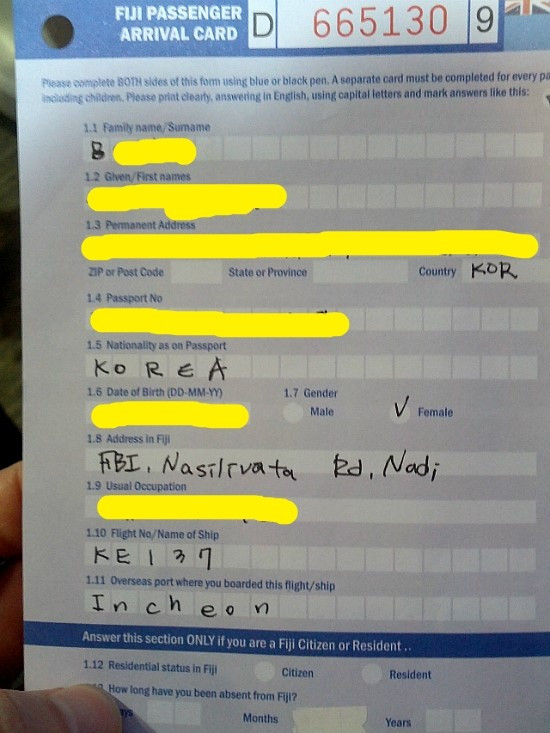 FIJI PASSENGER
ARRIVAL CARD D 665130 9
Please complete BOTH sides of this form using blue or black pen. A separate card must be completed for every
including children. Please print clearly, answering in English, using capital letters and mark answers like this:
1.1 Family name/Surname
B
1.2 Given/First names
1.3 Permanent Address
ZIP or Post Code State or Province Country KOR
1.4 Passport No
1.5 Nationality as on Passport
KOREA
1.6 Date of Birth (DD-MM-YY) 1.7 Gender
Male Female
1.8 Address in Fiji
FBI, Nasilivata Rd, Nadi
1.9 Usual Occupation
1.10 Flight No/Name of Ship
KE137
1.11 Overseas port where you boarded this flight/ship
Incheon
Answer this section ONLY if you are a Fiji Citizen or Resident ..
1.12 Residential status in Fiji Citizen Resident
How long have you been absent from Fiji?
Months Years